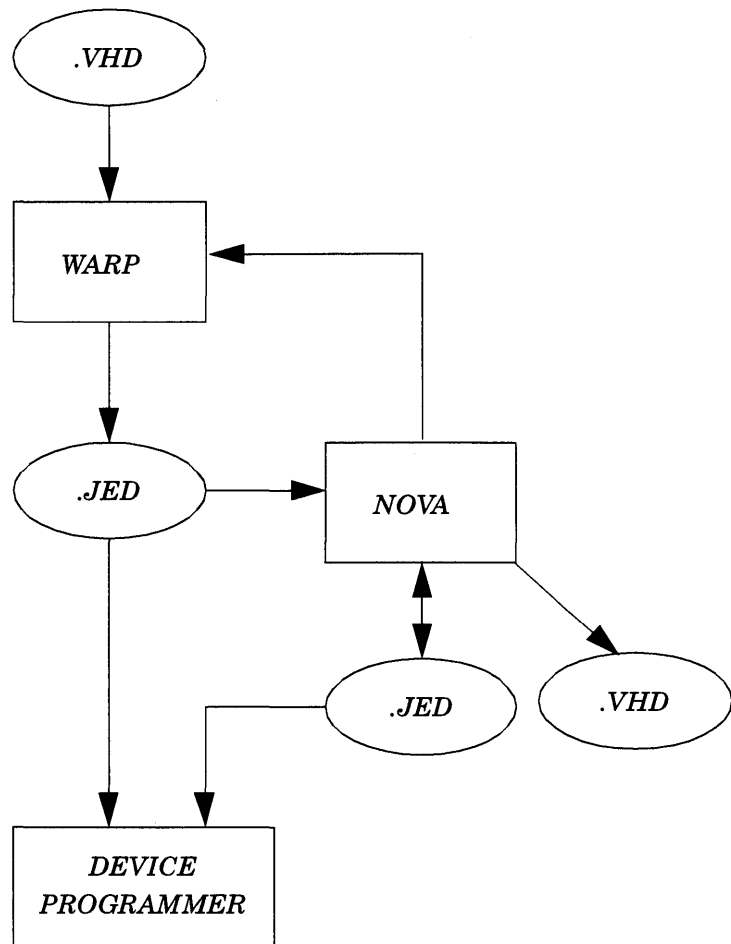 .VHD
WARP
.JED
NOVA
.JED
.VHD
DEVICE
PROGRAMMER